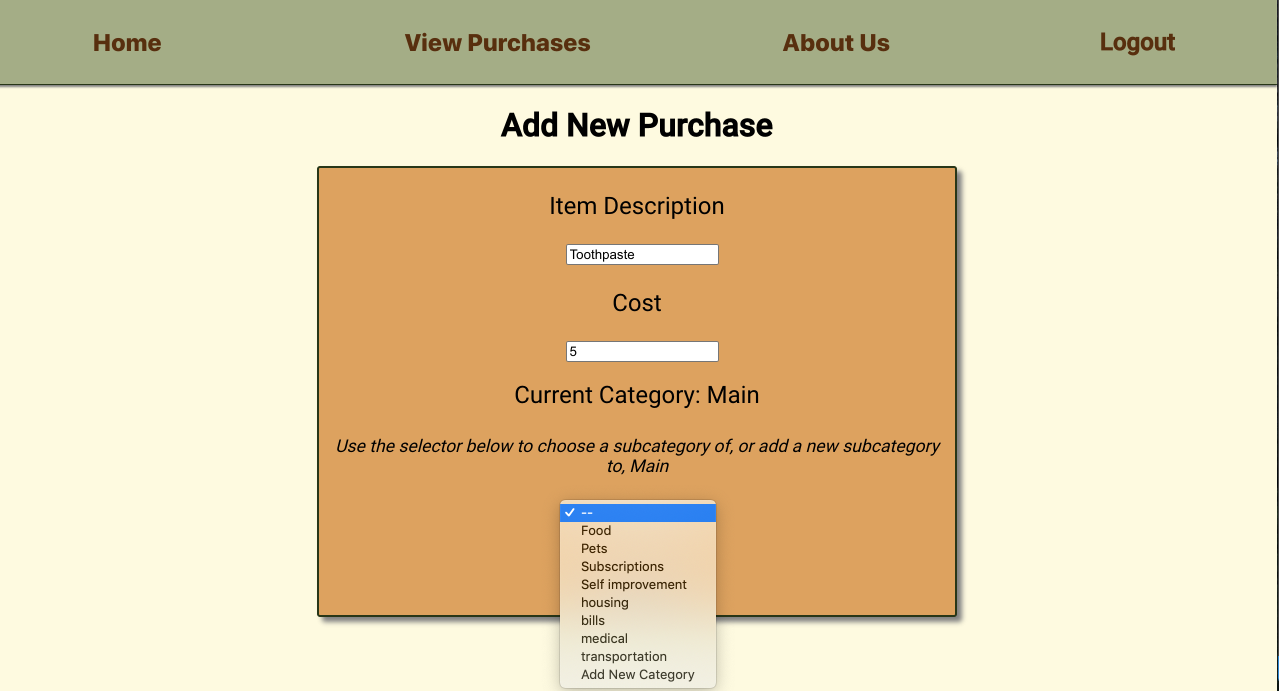 Home View Purchases About Us Logout
Add New Purchase
Item Description
Toothpaste
Cost
5
Current Category: Main
Use the selector below to choose a subcategory of, or add a new subcategory
to, Main
✓ --
Food
Pets
Subscriptions
Self improvement
housing
bills
medical
transportation
Add New Category